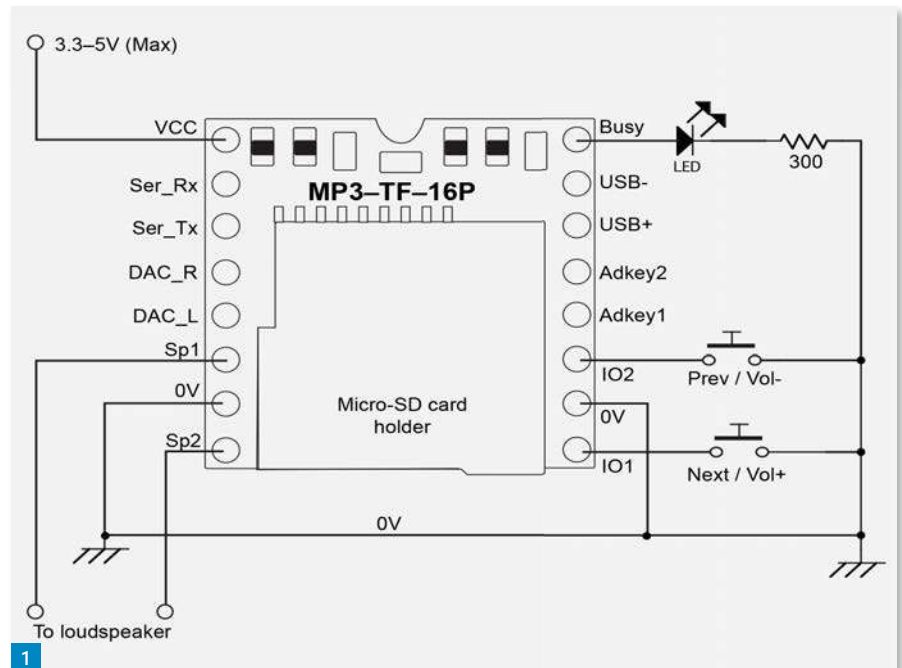 3.3–5V (Max)
VCC
Busy
LED
300
Ser_Rx
MP3–TF–16P
USB-
Ser_Tx
USB+
DAC_R
Adkey2
DAC_L
Adkey1
Sp1
IO2
Prev / Vol-
0V
Micro-SD card
holder
0V
Sp2
IO1
Next / Vol+
0V
To loudspeaker
1